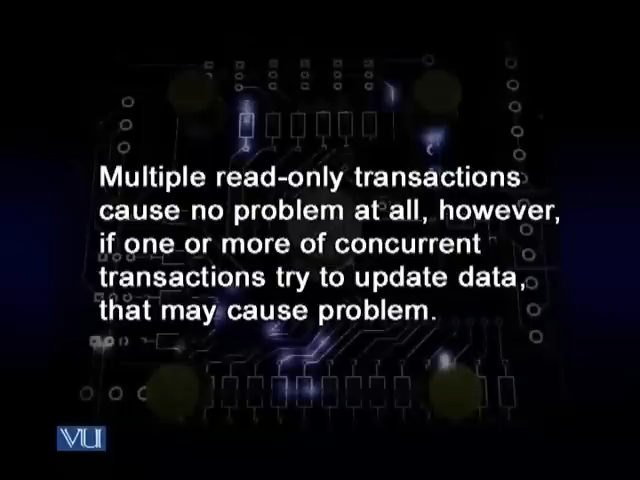 Multiple read-only transactions
cause no problem at all, however,
if one or more of concurrent
transactions try to update data,
that may cause problem.
VU